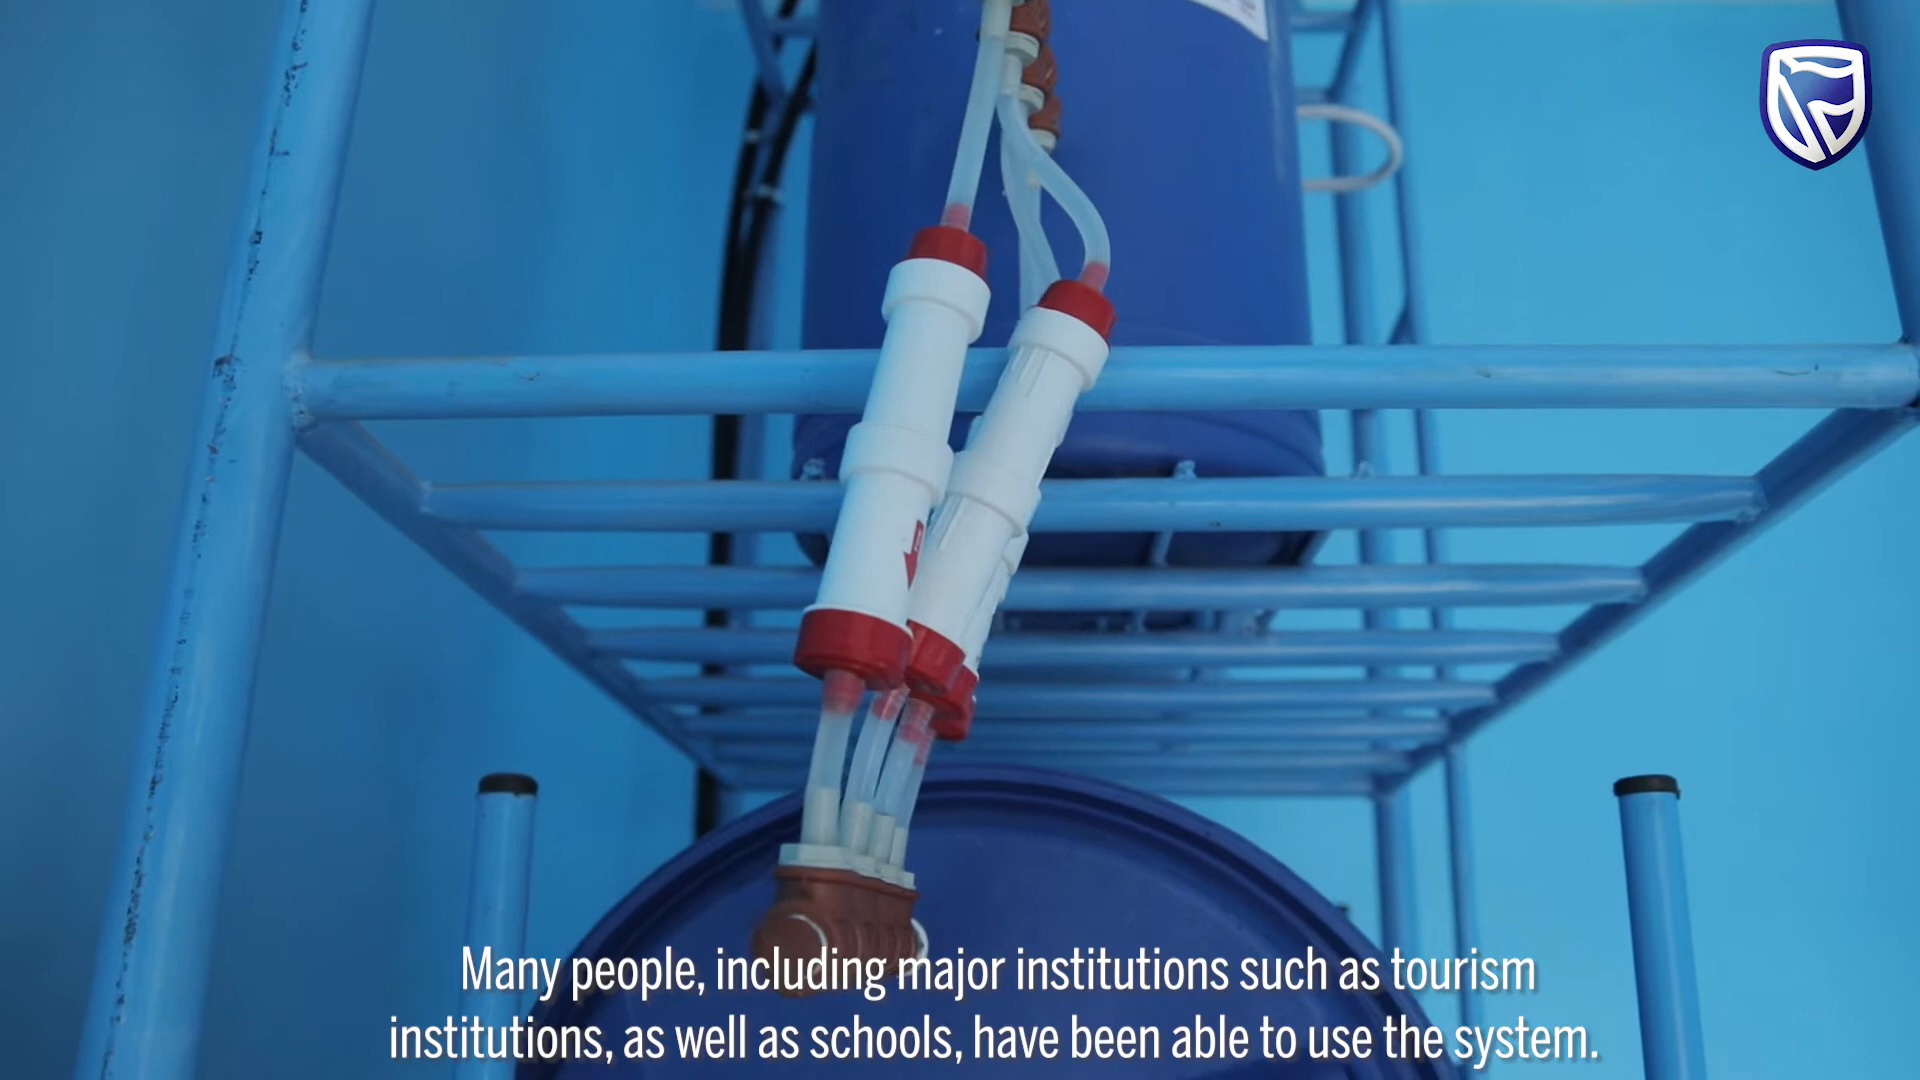 Many people, including major institutions such as tourism
institutions, as well as schools, have been able to use the system.